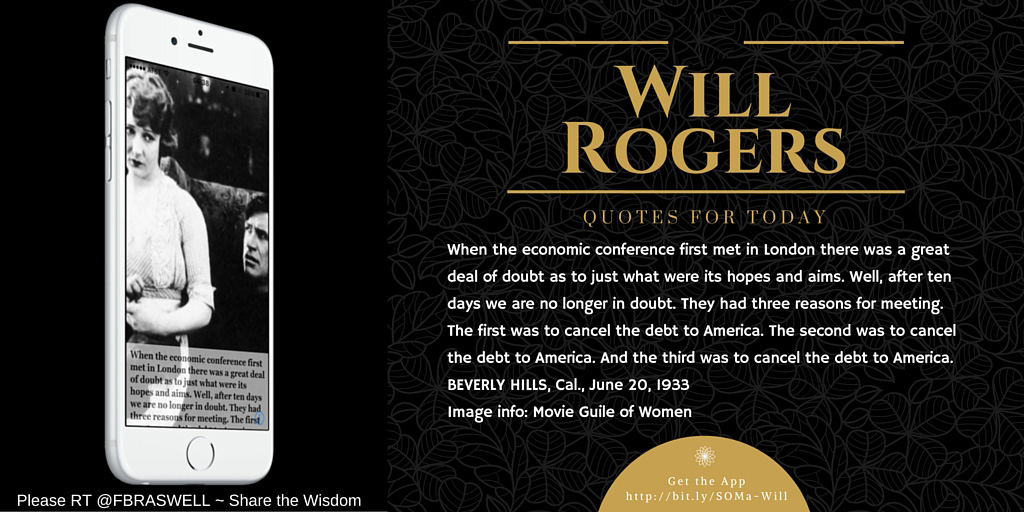 When the economic conference first
met in London there was a great deal
of doubt as to just what were its
hopes and aims. Well, after ten days
we are no longer in doubt. They had
three reasons for meeting. The first
Please RT @FBRASWELL ~ Share the Wisdom
WILL
ROGERS
QUOTES FOR TODAY
When the economic conference first met in London there was a great
deal of doubt as to just what were its hopes and aims. Well, after ten
days we are no longer in doubt. They had three reasons for meeting.
The first was to cancel the debt to America. The second was to cancel
the debt to America. And the third was to cancel the debt to America.
BEVERLY HILLS, Cal., June 20, 1933
Image info: Movie Guile of Women
Get the App
http://bit.ly/SOMa-Will